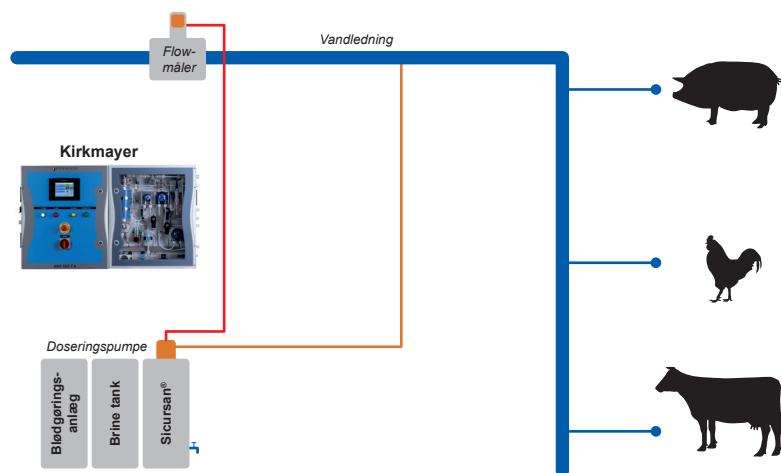 Vandledning
Flow-
måler
Kirkmayer
Doseringspumpe
Blødgørings-
anlæg
Brine tank
Sicursan®